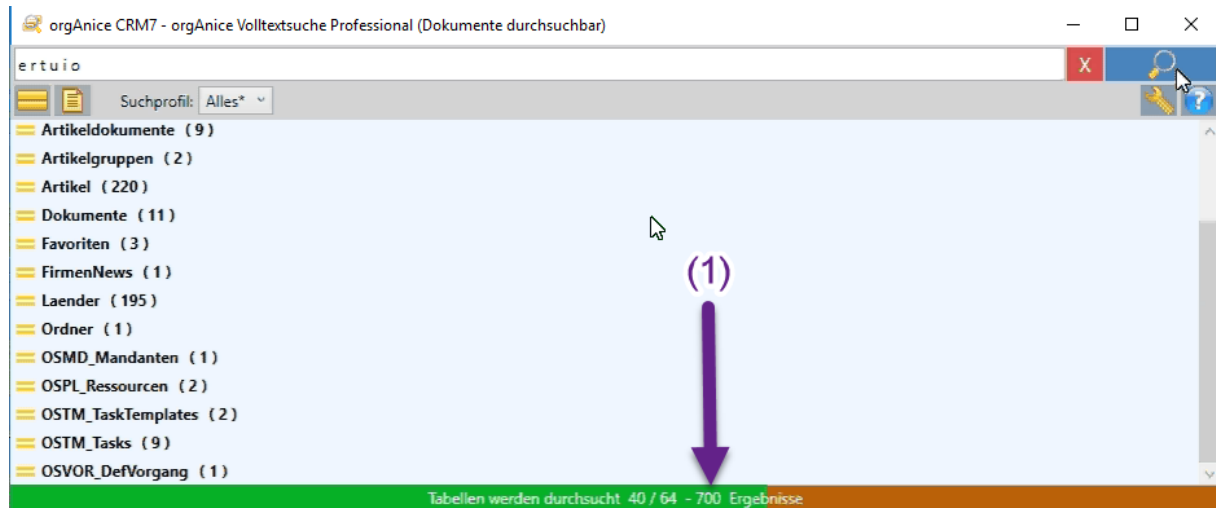 orgAnice CRM7 - orgAnice Volltextsuche Professional (Dokumente durchsuchbar)
e r t u i o
X
Suchprofil: Alles*
?
Artikeldokumente (9)
Artikelgruppen (2)
Artikel (220)
Dokumente (11)
Favoriten (3)
FirmenNews (1)
(1)
Laender (195)
Ordner (1)
OSMD_Mandanten (1)
OSPL_Ressourcen (2)
OSTM_TaskTemplates (2)
OSTM_Tasks (9)
OSVOR_DefVorgang (1)
Tabellen werden durchsucht 40 / 64 - 700 Ergebnisse